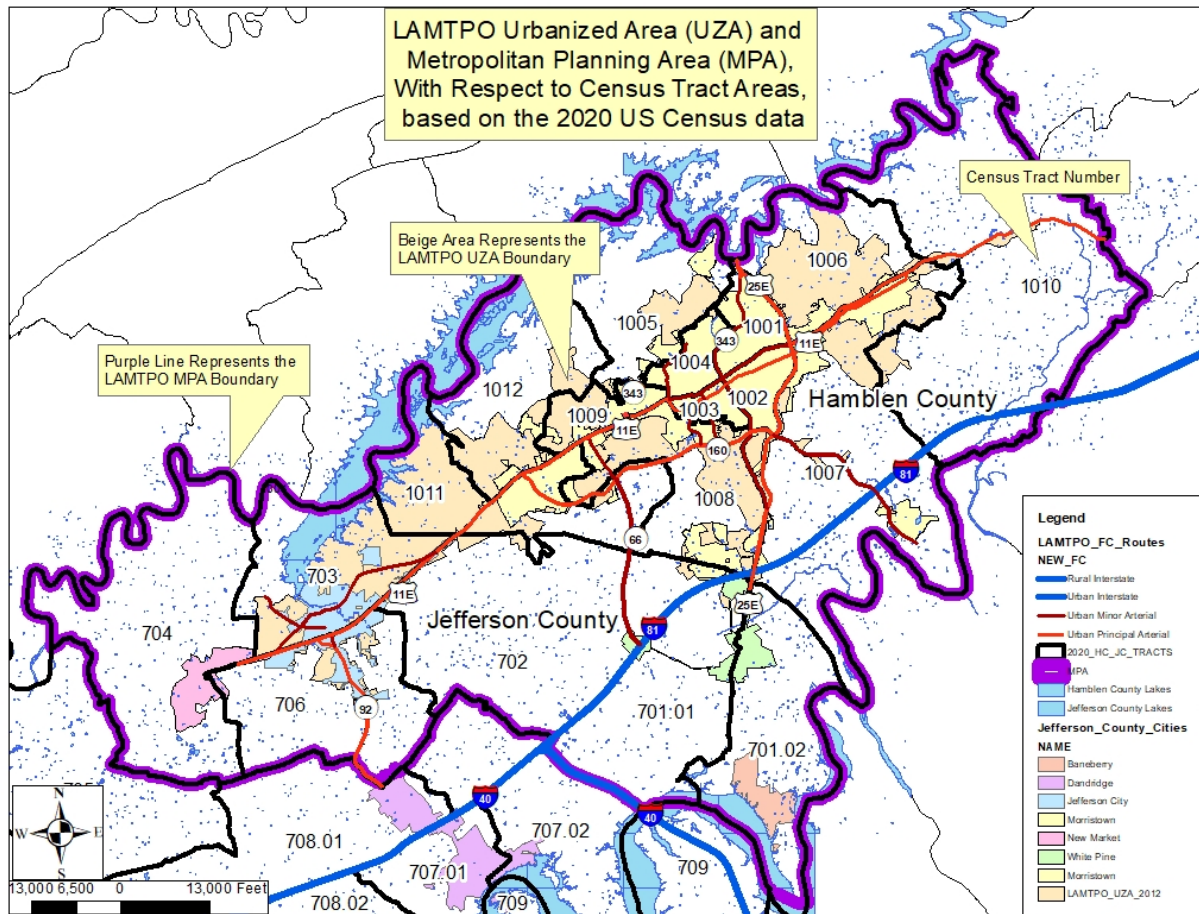 LAMTPO Urbanized Area (UZA) and
Metropolitan Planning Area (MPA),
With Respect to Census Tract Areas,
based on the 2020 US Census data
Census Tract Number
Beige Area Represents the
LAMTPO UZA Boundary
Purple Line Represents the
LAMTPO MPA Boundary
1006
1010
25E
1005
1001
343
11E
1004
1012
343
1009
1003
1002
Hamblen County
11E
160
1007
81
1011
1008
66
703
11E
25E
704
Jefferson County
81
702
706
92
701:01
701.02
40
40
708.01
707.02
709
707.01
708.02
709
N
W
E
S
13,000 6,500 0 13,000 Feet
Legend
LAMTPO_FC_Routes
NEW_FC
Rural Interstate
Urban Interstate
Urban Minor Arterial
Urban Principal Arterial
2020_HC_JC_TRACTS
MPA
Hamblen County Lakes
Jefferson County Lakes
Jefferson_County_Cities
NAME
Baneberry
Dandridge
Jefferson City
Morristown
New Market
White Pine
Morristown
LAMTPO_UZA_2012